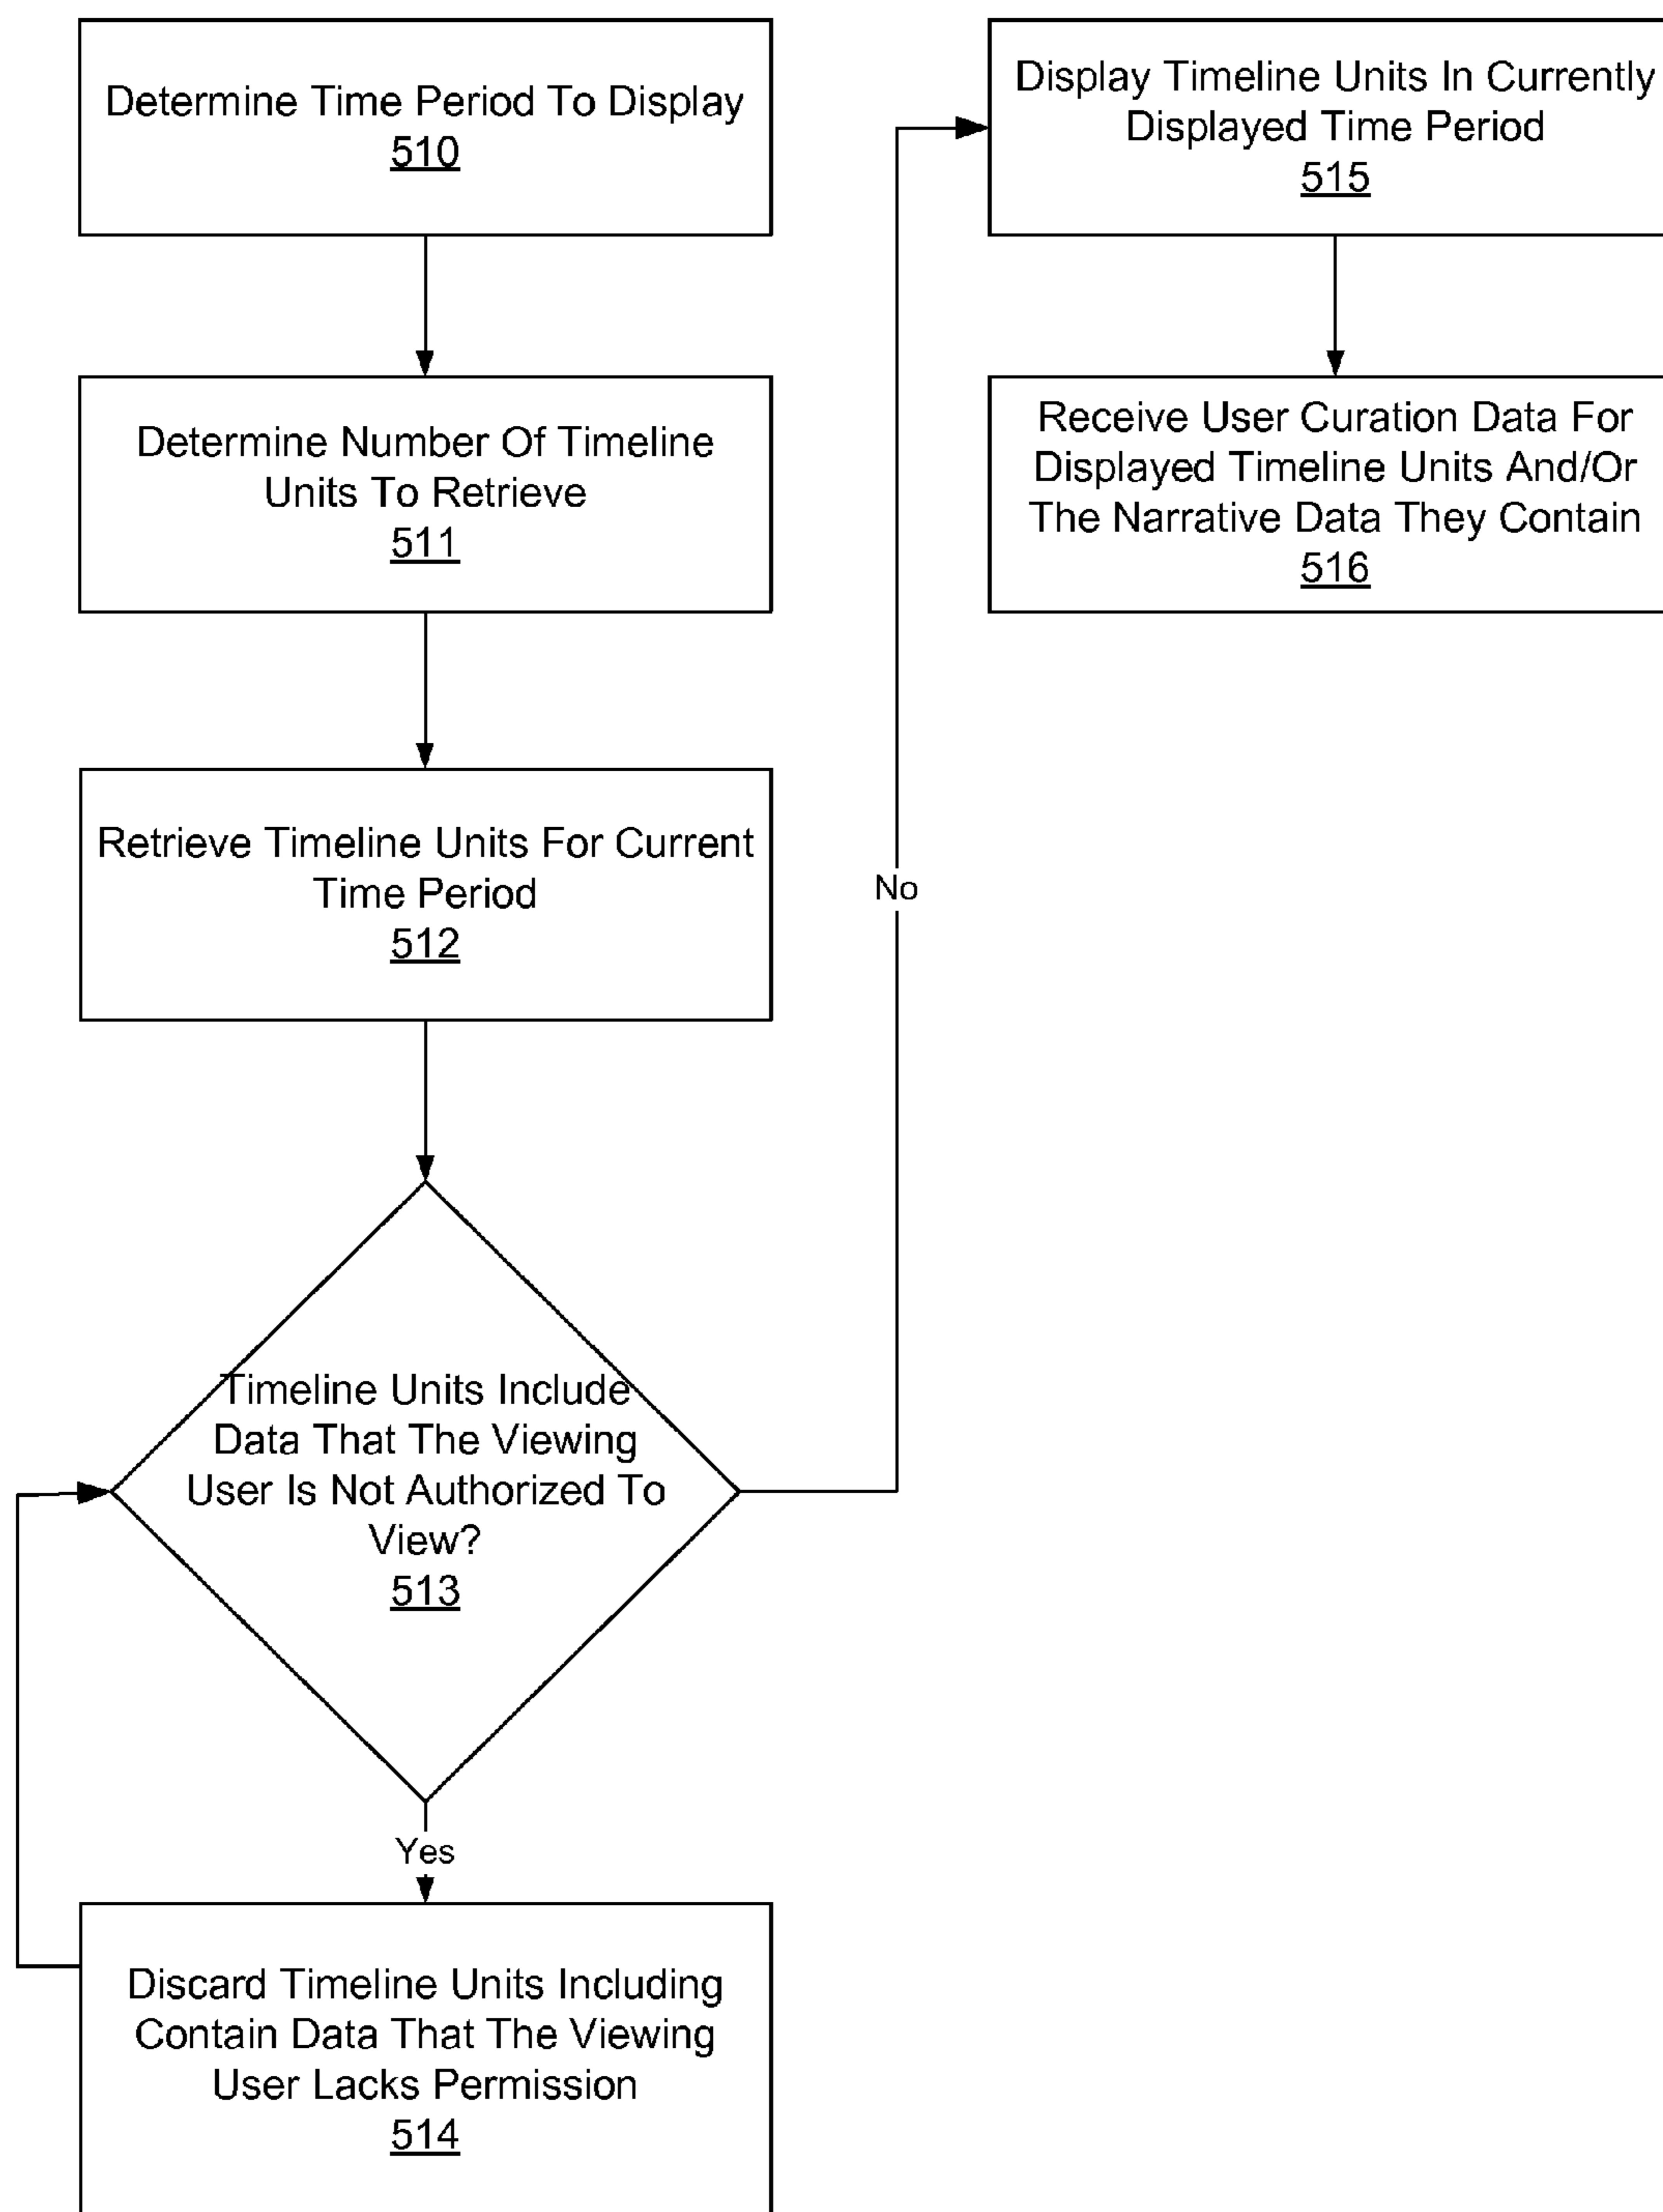 Determine Time Period To Display
510
Determine Number Of Timeline
Units To Retrieve
511
Retrieve Timeline Units For Current
Time Period
512
Timeline Units Include
Data That The Viewing
User Is Not Authorized To
View?
513
Yes
Discard Timeline Units Including
Contain Data That The Viewing
User Lacks Permission
514
No
Display Timeline Units In Currently
Displayed Time Period
515
Receive User Curation Data For
Displayed Timeline Units And/Or
The Narrative Data They Contain
516